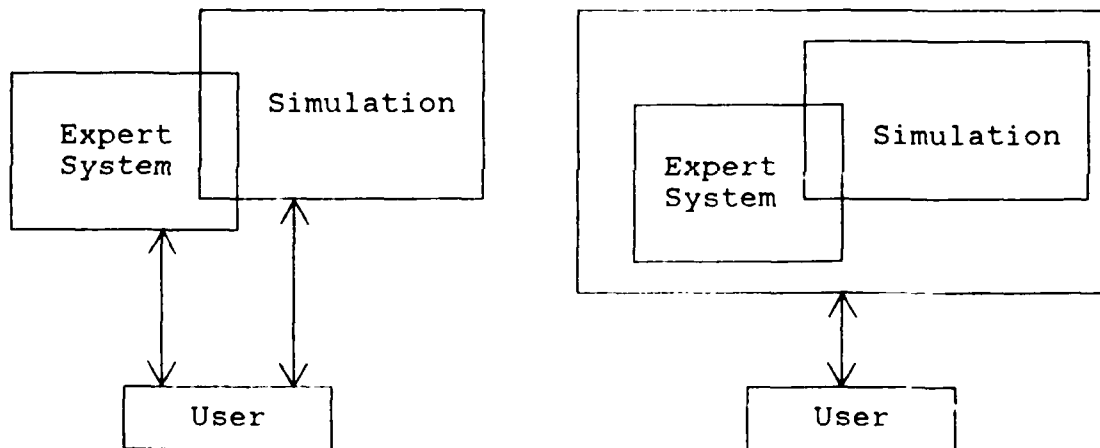 Simulation
Expert
System
User
Simulation
Expert
System
User